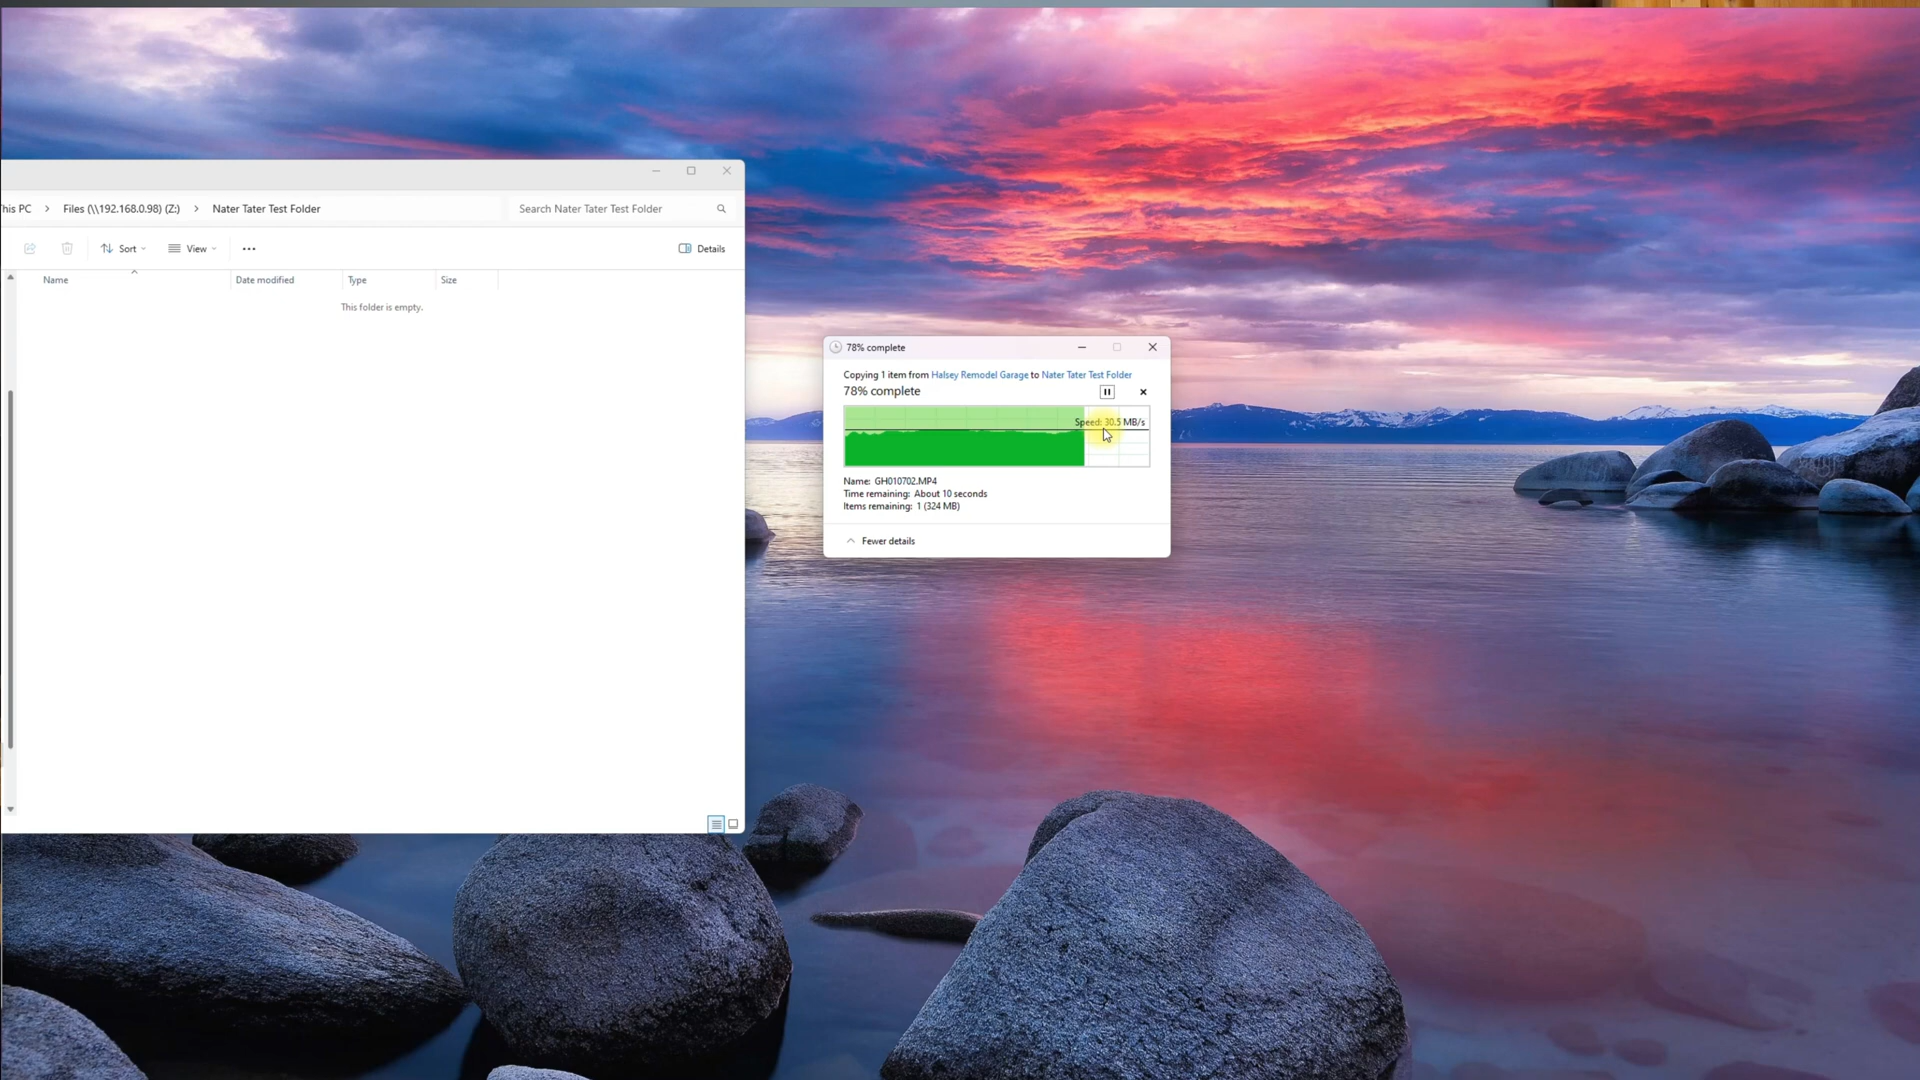 his PC > Files (\\192.168.0.98) (Z:) > Nater Tater Test Folder
Search Nater Tater Test Folder
Sort
View
Details
Name
Date modified
Type
Size
This folder is empty.
78% complete
Copying 1 item from Halsey Remodel Garage to Nater Tater Test Folder
78% complete
Speed: 30.5 MB/s
Name: GH010702.MP4
Time remaining: About 10 seconds
Items remaining: 1 (324 MB)
Fewer details